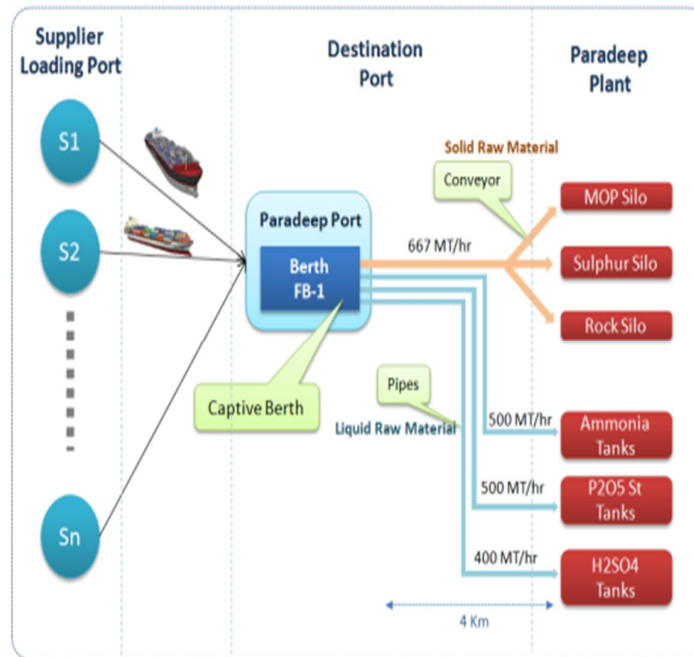 Supplier
Loading Port
Destination
Port
Paradeep
Plant
S1
S2
Sn
Paradeep Port
Berth
FB-1
Captive Berth
667 MT/hr
Solid Raw Material
Conveyor
MOP Silo
Sulphur Silo
Rock Silo
Pipes
Liquid Raw Material
500 MT/hr
Ammonia
Tanks
500 MT/hr
P2O5 St
Tanks
400 MT/hr
H2SO4
Tanks
4 Km